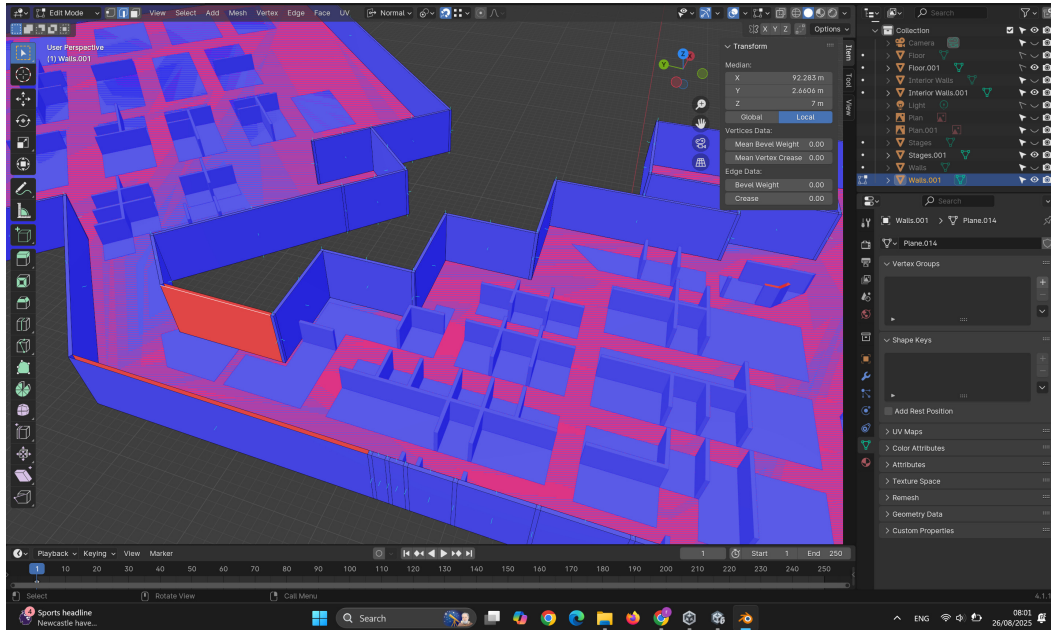 Edit Mode View Select Add Mesh Vertex Edge Face UV Normal Search
X Y Z Options
User Perspective
(1) Walls.001
Transform
Median:
X 92.283 m
Y 2.6606 m
Z 7 m
Global Local
Vertices Data:
Mean Bevel Weight 0.00
Mean Vertex Crease 0.00
Edge Data:
Bevel Weight 0.00
Crease 0.00
Item
Tool
View
Z
Y
Collection
Camera
Floor
Floor.001
Interior Walls
Interior Walls.001
Light
Plan
Plan.001
Stages
Stages.001
Walls
Walls.001
Search
Walls.001 Plane.014
Plane.014
Vertex Groups
Shape Keys
Add Rest Position
UV Maps
Color Attributes
Attributes
Texture Space
Remesh
Geometry Data
Custom Properties
Playback Keying View Marker 1 Start 1 End 250
1 10 20 30 40 50 60 70 80 90 100 110 120 130 140 150 160 170 180 190 200 210 220 230 240 250
Select Rotate View Call Menu 4.1.1
4 Sports headline
Newcastle have...
Search
ENG
08:01
26/08/2025